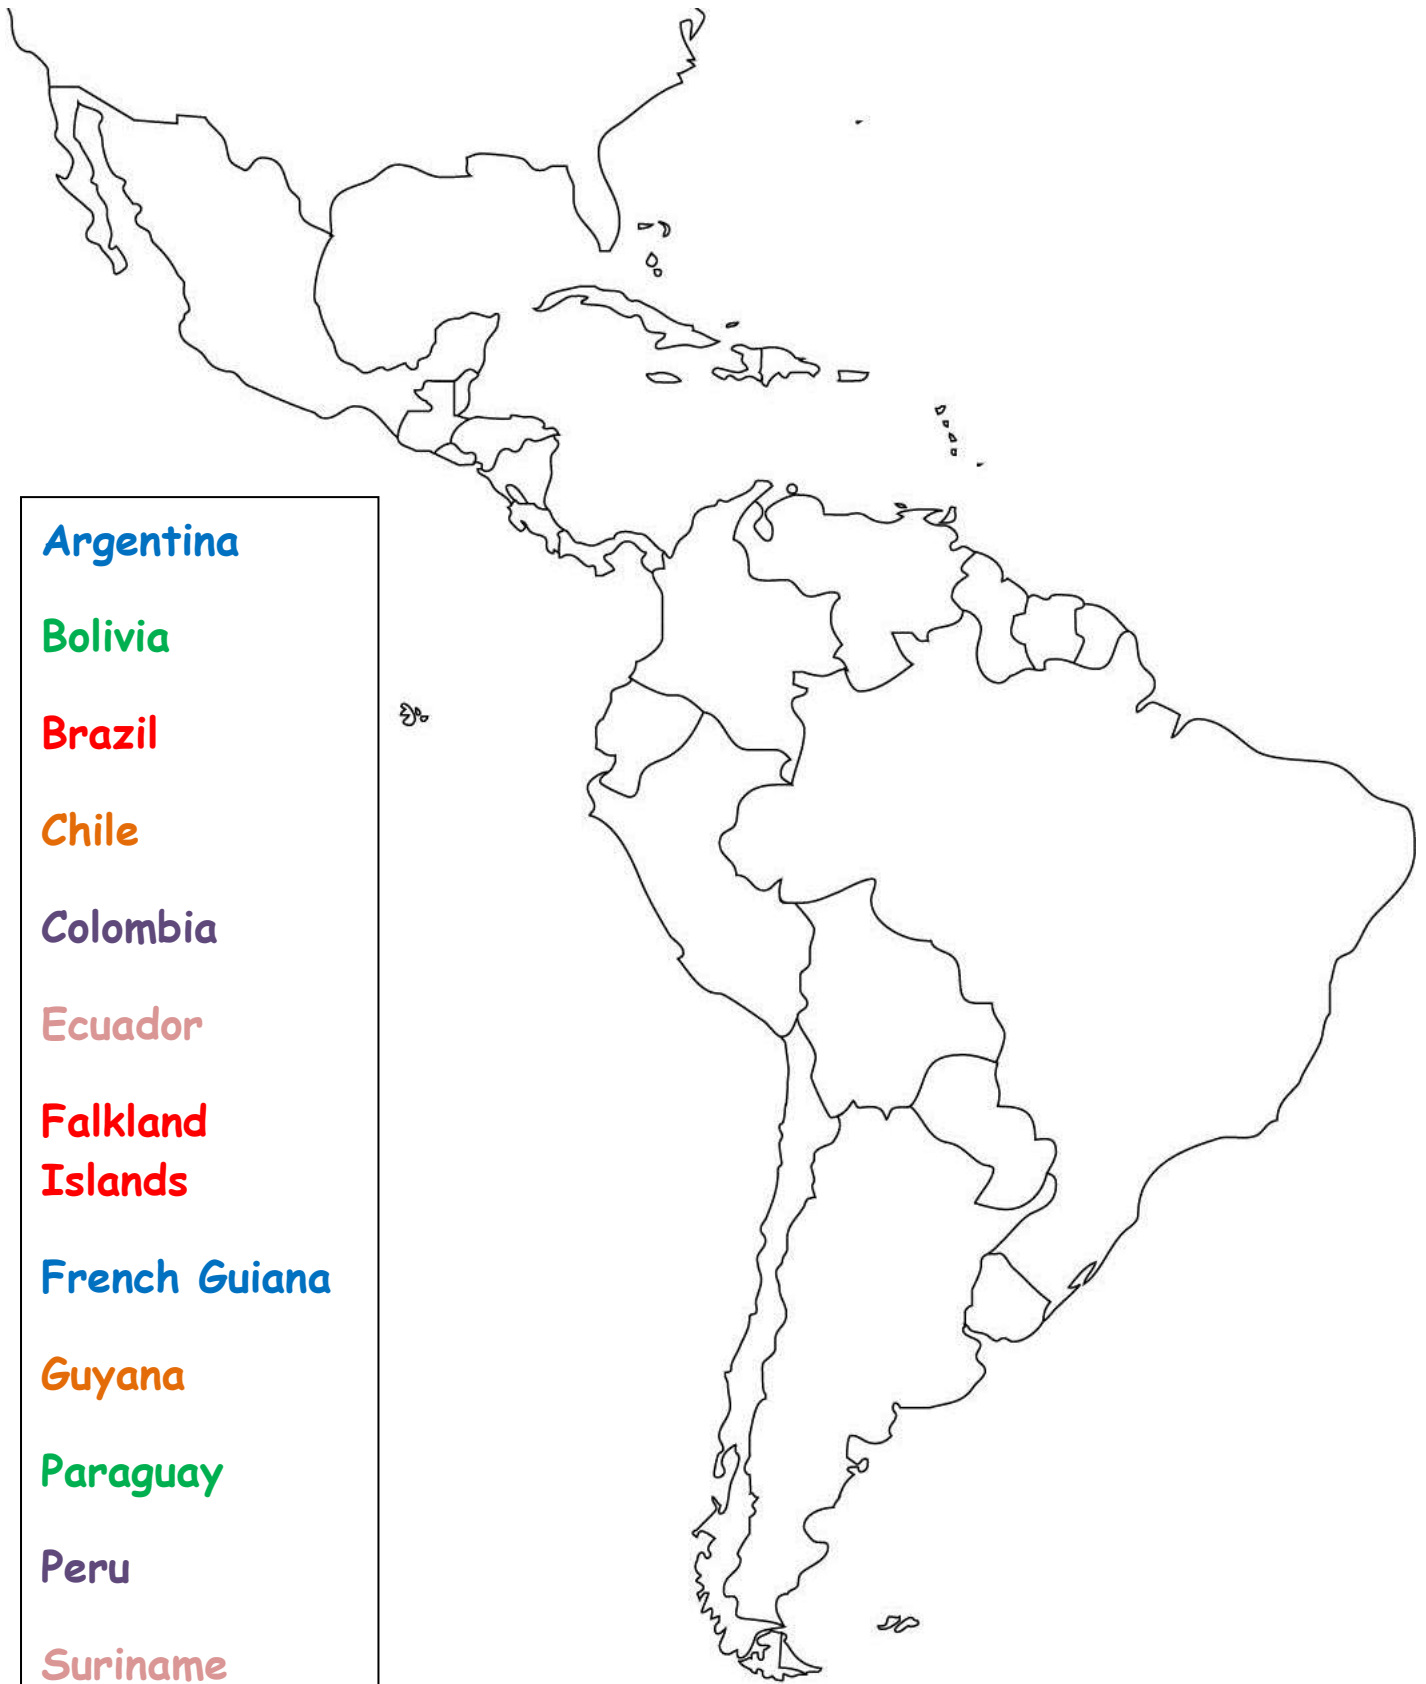 Argentina
Bolivia
Brazil
Chile
Colombia
Ecuador
Falkland
Islands
French Guiana
Guyana
Paraguay
Peru
Suriname